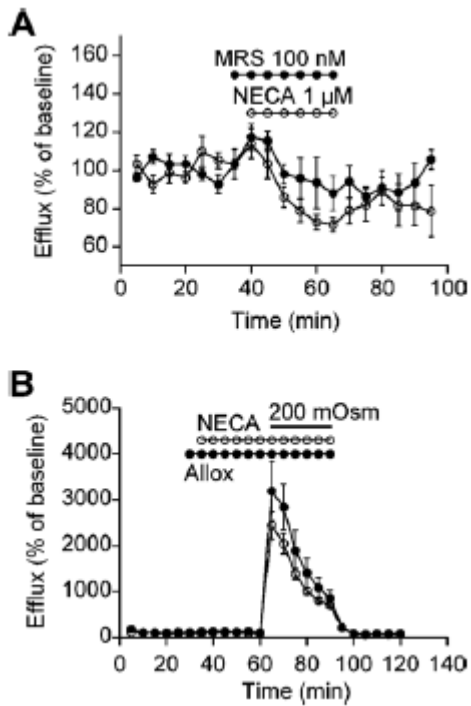 A
160
140
120
100
80
60
Efflux (% of baseline)
MRS 100 nM
NECA 1 µM
0 20 40 60 80 100
Time (min)
B
5000
4000
3000
2000
1000
0
Efflux (% of baseline)
200 mOsm
NECA
Allox
0 20 40 60 80 100 120 140
Time (min)